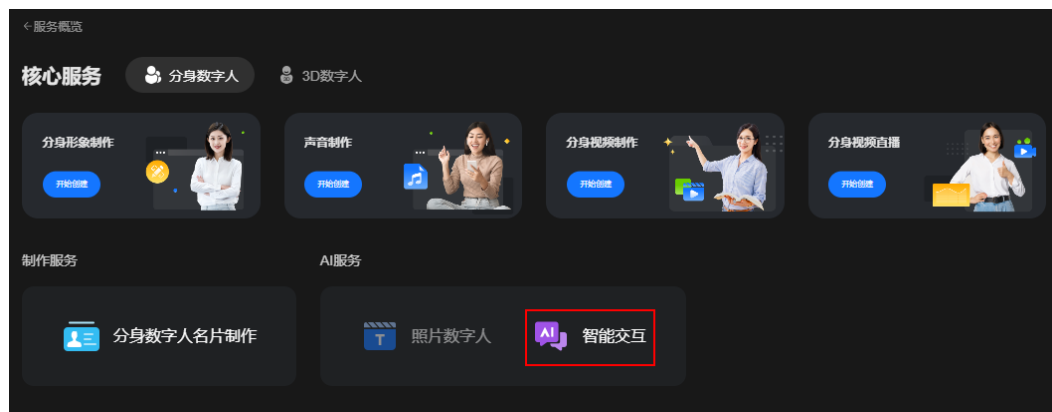 ←服务概览
核心服务 分身数字人 3D数字人
分身形象制作 声音制作 分身视频制作 分身视频直播
开始创建 开始创建 开始创建 开始创建
制作服务 AI服务
分身数字人名片制作 T 照片数字人 AI 智能交互